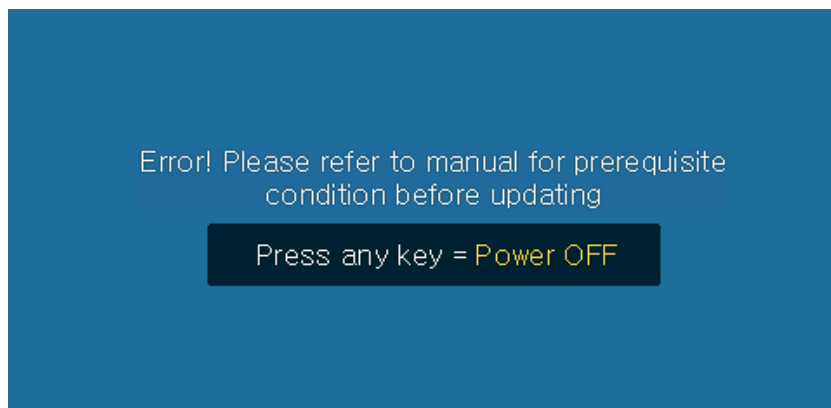 Error! Please refer to manual for prerequisite
condition before updating
Press any key = Power OFF